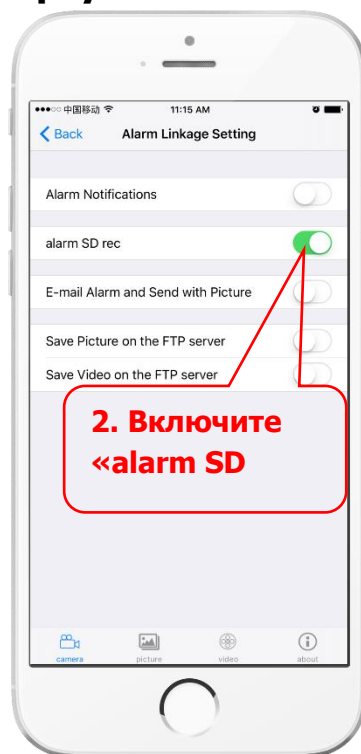 中国移动 11:15 AM
Back Alarm Linkage Setting
Alarm Notifications
alarm SD rec
E-mail Alarm and Send with Picture
Save Picture on the FTP server
Save Video on the FTP server
2. Включите
«alarm SD
camera picture video about